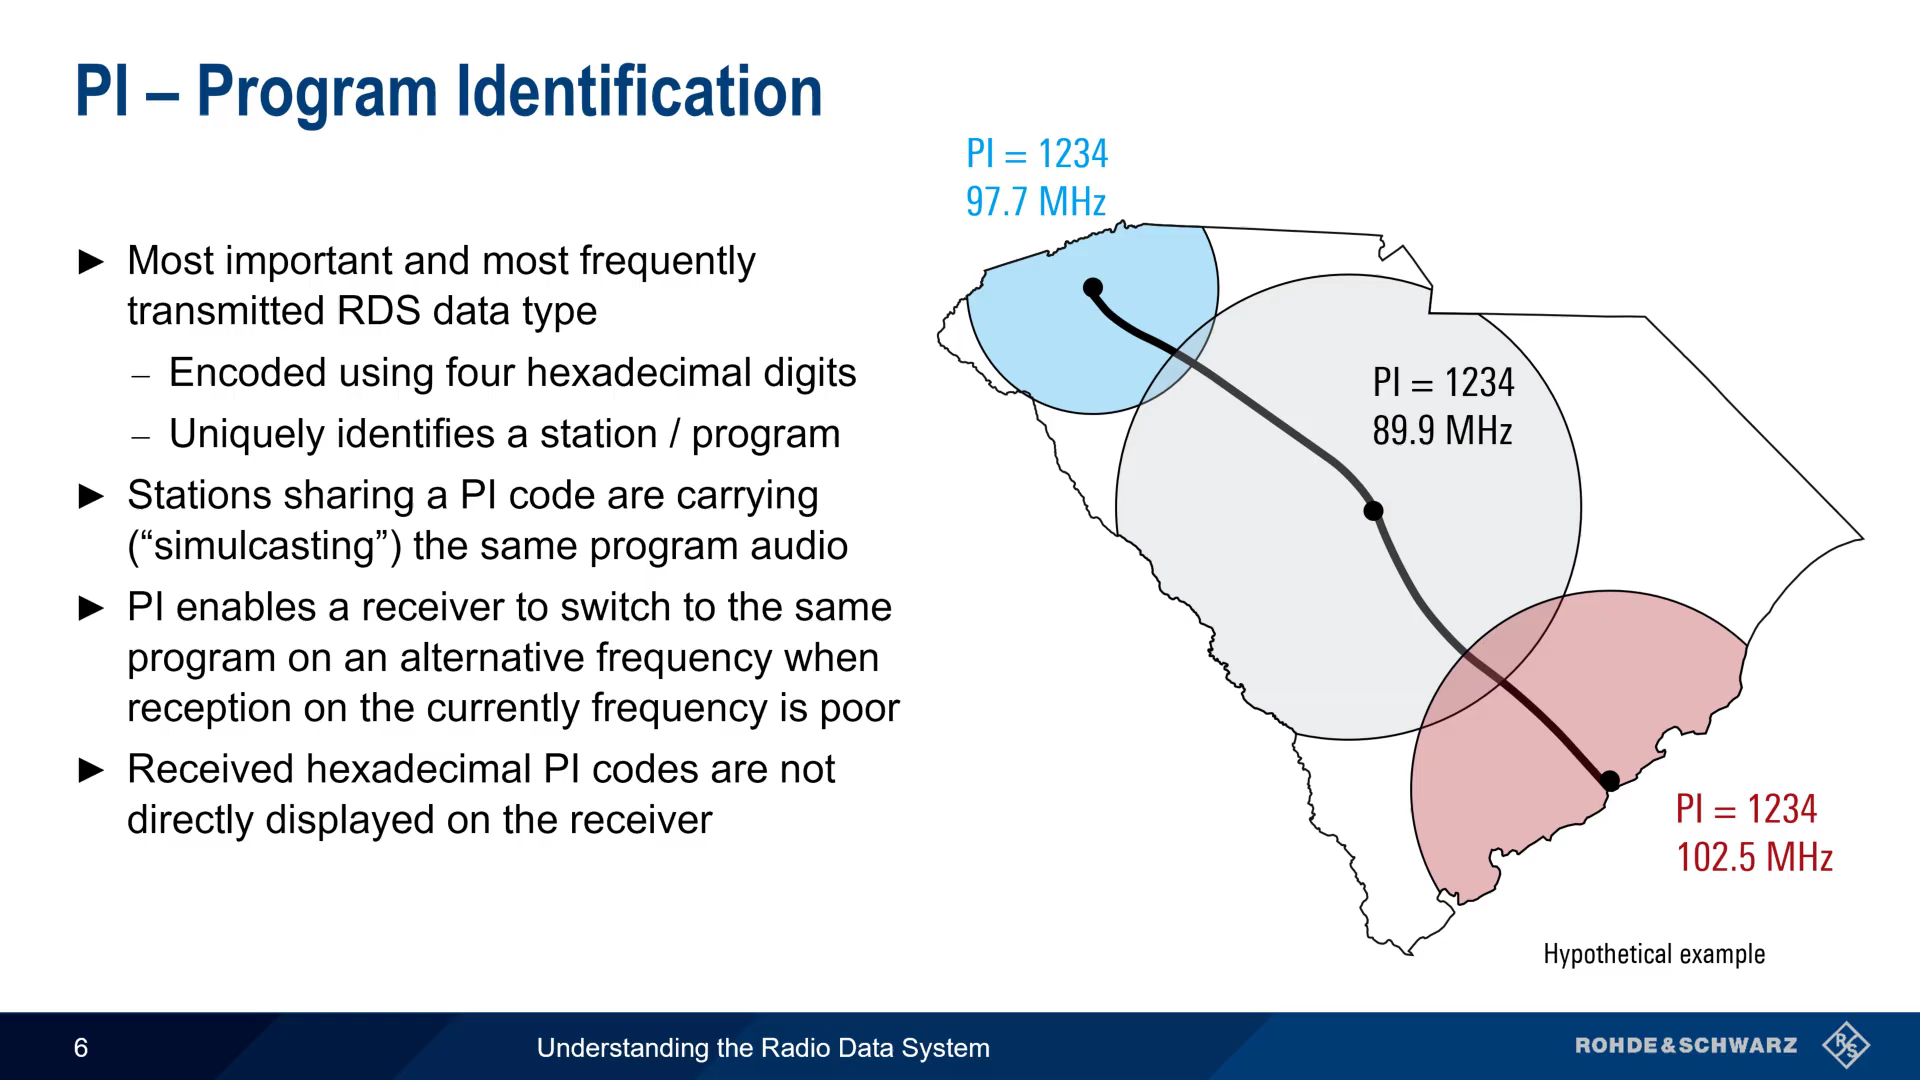 PI – Program Identification
► Most important and most frequently
transmitted RDS data type
– Encoded using four hexadecimal digits
– Uniquely identifies a station / program
► Stations sharing a PI code are carrying
(“simulcasting”) the same program audio
► PI enables a receiver to switch to the same
program on an alternative frequency when
reception on the currently frequency is poor
► Received hexadecimal PI codes are not
directly displayed on the receiver
PI = 1234
97.7 MHz
PI = 1234
89.9 MHz
PI = 1234
102.5 MHz
Hypothetical example
6
Understanding the Radio Data System
ROHDE&SCHWARZ
R&S